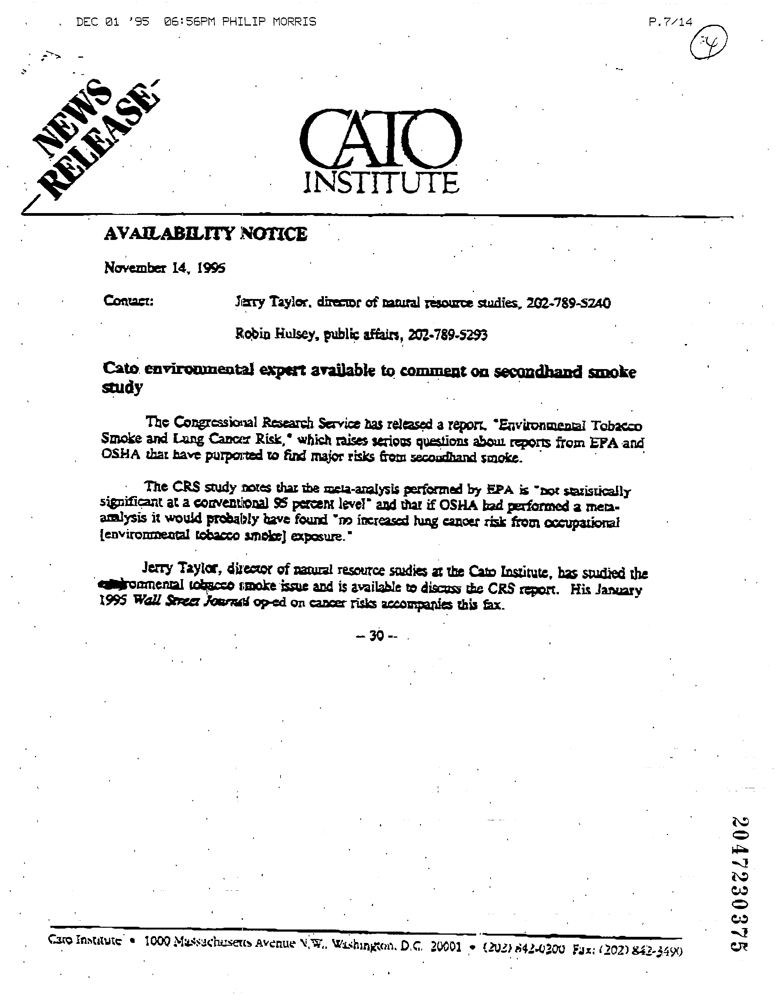 DEC 01 '95 06:56PM PHILIP MORRIS P.7/14
4
NEWS
RELEASE
CATO
INSTITUTE
AVAILABILITY NOTICE
November 14, 1995
Contact: Jerry Taylor, director of natural resource studies, 202-789-5240
Robin Hulsey, public affairs, 202-789-5293
Cato environmental expert available to comment on secondhand smoke
study
The Congressional Research Service has released a report, "Environmental Tobacco
Smoke and Lung Cancer Risk," which raises serious questions about reports from EPA and
OSHA that have purported to find major risks from secondhand smoke.
The CRS study notes that the meta-analysis performed by EPA is "not statistically
significant at a conventional 95 percent level" and that if OSHA had performed a meta-
analysis it would probably have found "no increased lung cancer risk from occupational
[environmental tobacco smoke] exposure."
Jerry Taylor, director of natural resource studies at the Cato Institute, has studied the
environmental tobacco smoke issue and is available to discuss the CRS report. His January
1995 Wall Street Journal op-ed on cancer risks accompanies this fax.
-- 30 --
2047230375
Cato Institute • 1000 Massachusetts Avenue N.W., Washington, D.C. 20001 • (202) 842-0200 Fax: (202) 842-3490